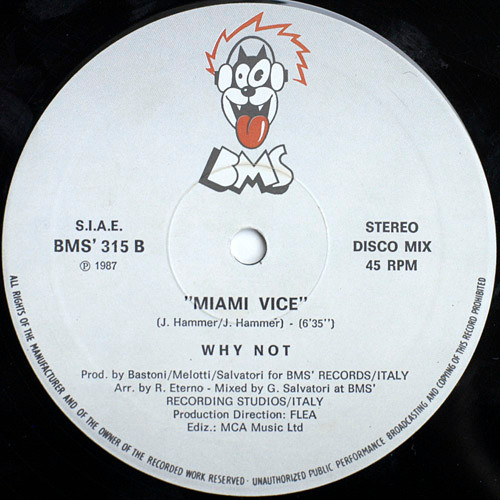 BMS
S.I.A.E.
BMS' 315 B
Ⓟ 1987
STEREO
DISCO MIX
45 RPM
"MIAMI VICE"
(J. Hammer/J. Hammer) - (6'35'')
WHY NOT
Prod. by Bastoni/Melotti/Salvatori for BMS' RECORDS/ITALY
Arr. by R. Eterno - Mixed by G. Salvatori at BMS'
RECORDING STUDIOS/ITALY
Production Direction: FLEA
Ediz.: MCA Music Ltd
ALL RIGHTS OF THE MANUFACTURER AND OF THE OWNER OF THE RECORDED WORK RESERVED · UNAUTHORIZED PUBLIC PERFORMANCE BROADCASTING AND COPYING OF THIS RECORD PROHIBITED